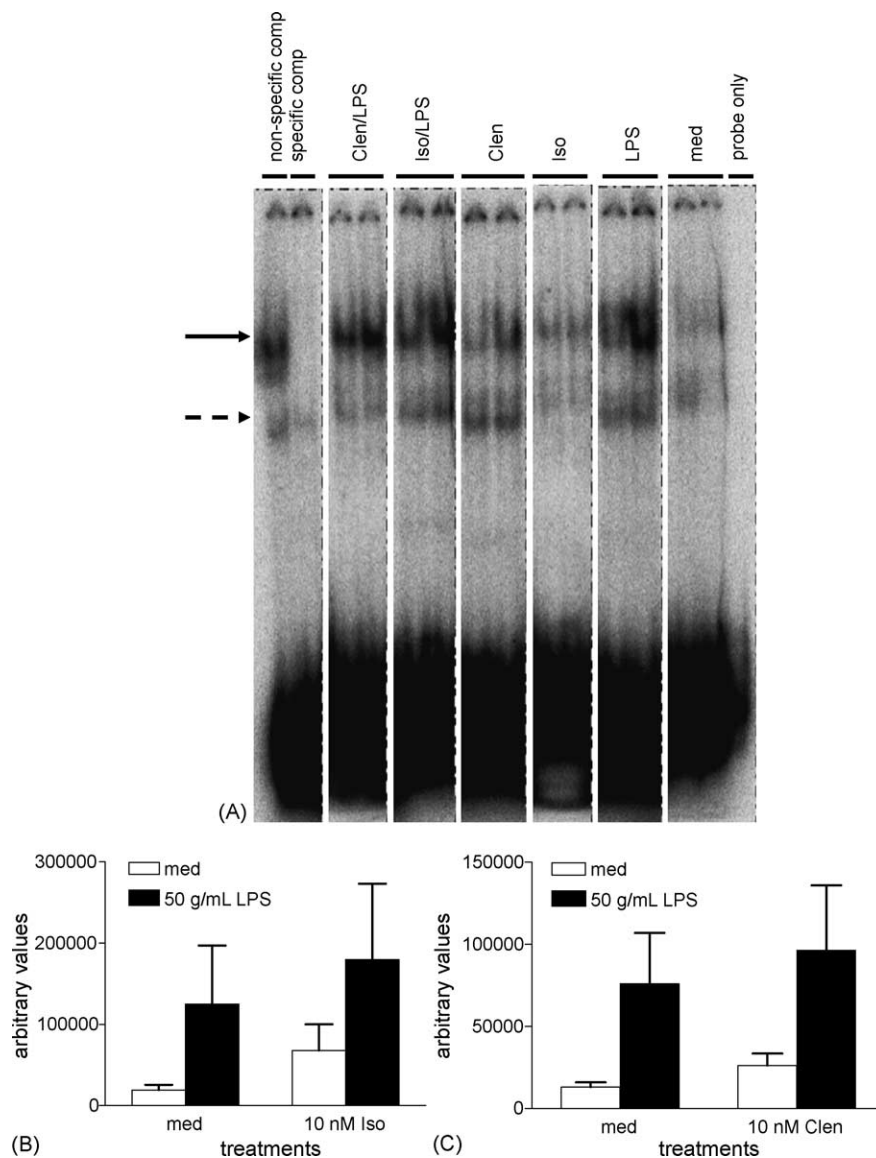 non-specific comp
specific comp
Clen/LPS
Iso/LPS
Clen
Iso
LPS
med
probe only
(A)
300000
200000
100000
0
arbitrary values
med
50 g/mL LPS
med
10 nM Iso
treatments
(B)
150000
100000
50000
0
arbitrary values
med
50 g/mL LPS
med
10 nM Clen
treatments
(C)